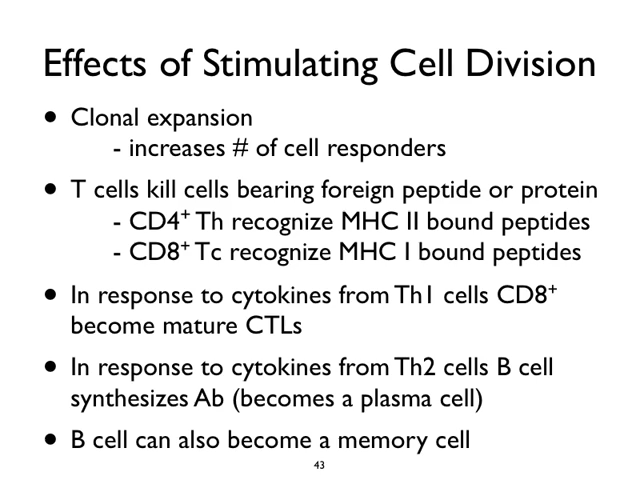 Effects of Stimulating Cell Division
• Clonal expansion
- increases # of cell responders
• T cells kill cells bearing foreign peptide or protein
- CD4⁺ Th recognize MHC II bound peptides
- CD8⁺ Tc recognize MHC I bound peptides
• In response to cytokines from Th1 cells CD8⁺
become mature CTLs
• In response to cytokines from Th2 cells B cell
synthesizes Ab (becomes a plasma cell)
• B cell can also become a memory cell
43